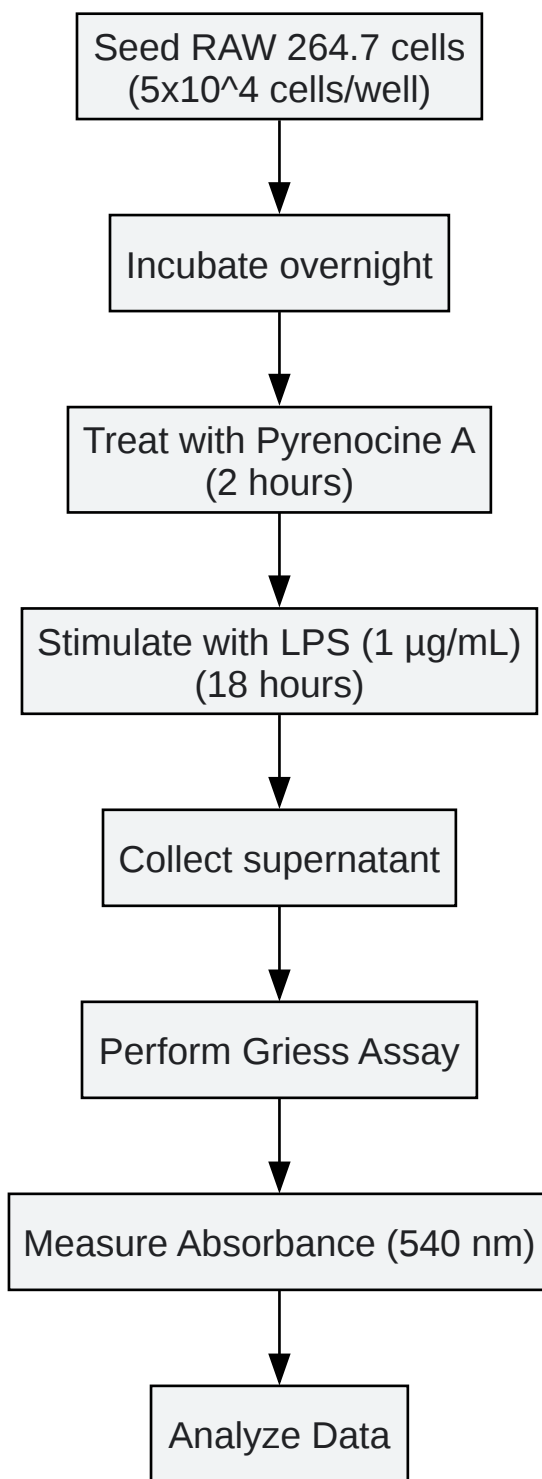 Seed RAW 264.7 cells
(5x10^4 cells/well)
Incubate overnight
Treat with Pyrenocine A
(2 hours)
Stimulate with LPS (1 µg/mL)
(18 hours)
Collect supernatant
Perform Griess Assay
Measure Absorbance (540 nm)
Analyze Data